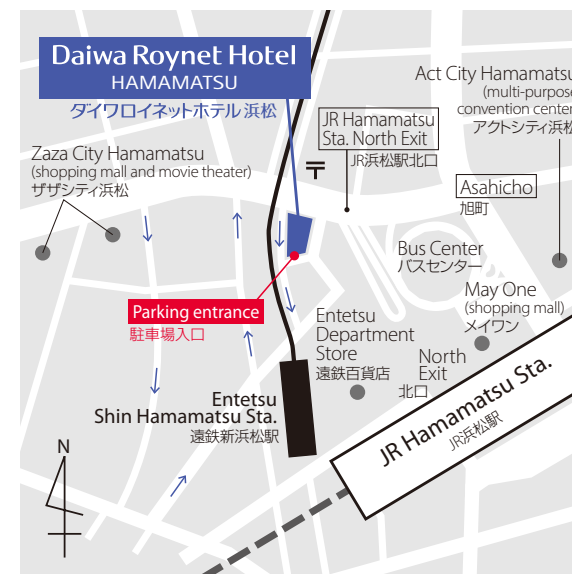 Daiwa Roynet Hotel
HAMAMATSU
ダイワロイネットホテル 浜松
Act City Hamamatsu
(multi-purpose
convention center)
アクトシティ浜松
JR Hamamatsu
Sta. North Exit
JR浜松駅北口
〒
Zaza City Hamamatsu
(shopping mall and movie theater)
ザザシティ浜松
Asahicho
旭町
Bus Center
バスセンター
May One
(shopping mall)
メイワン
Parking entrance
駐車場入口
Entetsu
Department
Store
遠鉄百貨店
North
Exit
北口
Entetsu
Shin Hamamatsu Sta.
遠鉄新浜松駅
JR Hamamatsu Sta.
JR浜松駅
N